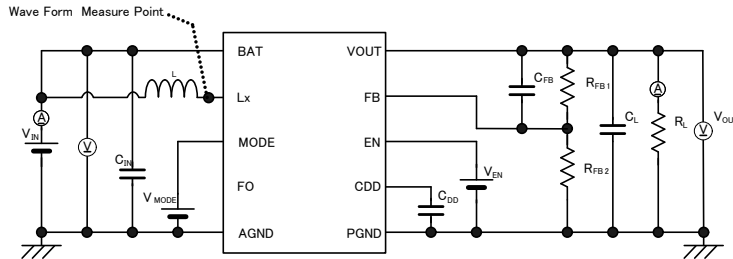 Wave Form Measure Point
BAT VOUT
L
Lx
FB
CFB
RFB1
A
VIN
V
CIN
MODE
EN
CL
A
RL
V
VOU
RFB2
VEN
FO
VMODE
CDD
CDD
AGND
PGND